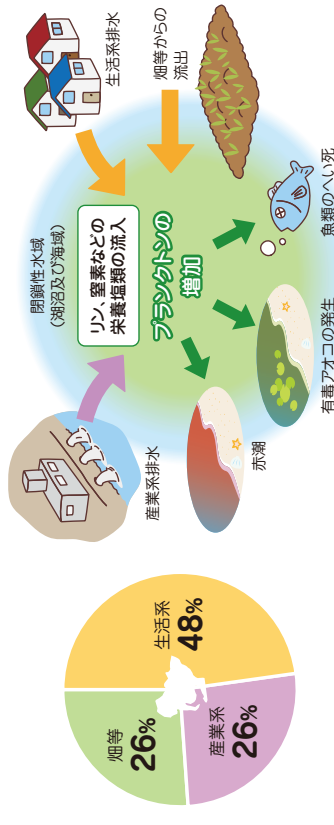 生活系
48%
産業系
26%
畑等
26%
閉鎖性水域
（湖沼及び海域）
産業系排水
生活系排水
畑等からの
流出
リン、窒素などの
栄養塩類の流入
プランクトンの
増加
赤潮
有毒アオコの発生
魚類のへい死